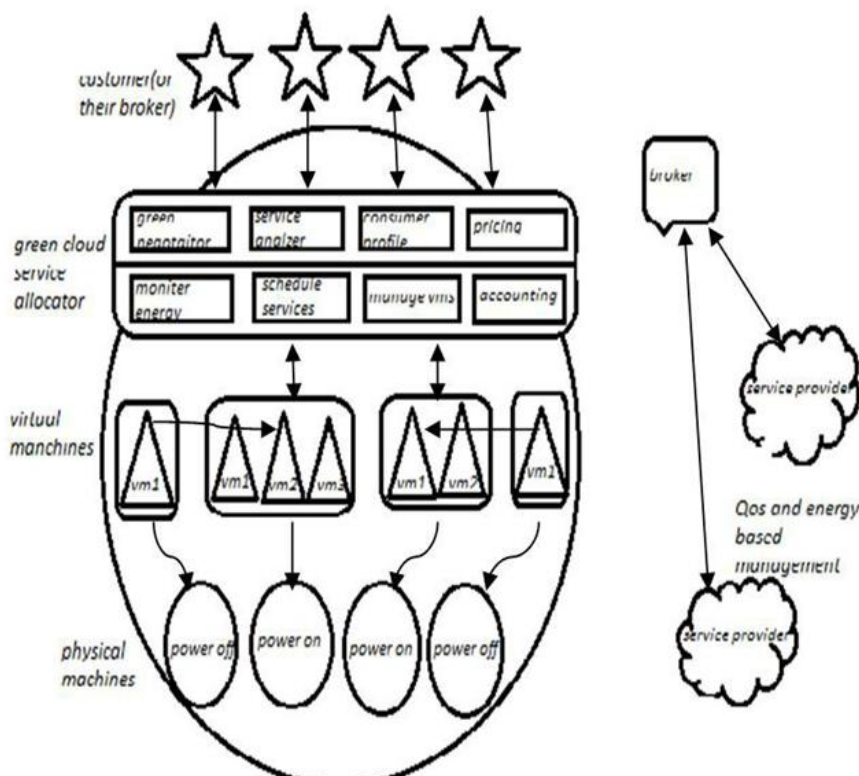 customer(or
their broker)
broker
green
negotaitor
service
analzer
consumer
profile
pricing
green cloud
service
allocator
moniter
energy
schedule
services
manage vms
accounting
service provider
virtual
manchines
vm1
vm1
vm2
vm3
vm1
vm2
vm1
Qos and energy
based
management
physical
machines
power off
power on
power on
power off
service provider